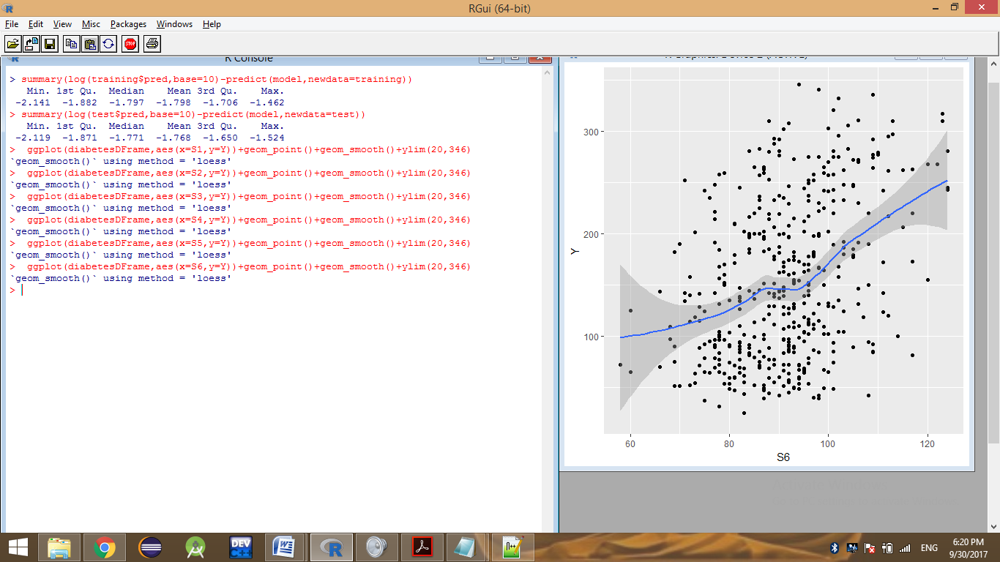 RGui (64-bit)
File Edit View Misc Packages Windows Help
STOP
R Console
> summary(log(training$pred,base=10)-predict(model,newdata=training))
Min. 1st Qu. Median Mean 3rd Qu. Max.
-2.141 -1.882 -1.797 -1.798 -1.706 -1.462
> summary(log(test$pred,base=10)-predict(model,newdata=test))
Min. 1st Qu. Median Mean 3rd Qu. Max.
-2.119 -1.871 -1.771 -1.768 -1.650 -1.524
> ggplot(diabetesDFrame,aes(x=S1,y=Y))+geom_point()+geom_smooth()+ylim(20,346)
`geom_smooth()` using method = 'loess'
> ggplot(diabetesDFrame,aes(x=S2,y=Y))+geom_point()+geom_smooth()+ylim(20,346)
`geom_smooth()` using method = 'loess'
> ggplot(diabetesDFrame,aes(x=S3,y=Y))+geom_point()+geom_smooth()+ylim(20,346)
`geom_smooth()` using method = 'loess'
> ggplot(diabetesDFrame,aes(x=S4,y=Y))+geom_point()+geom_smooth()+ylim(20,346)
`geom_smooth()` using method = 'loess'
> ggplot(diabetesDFrame,aes(x=S5,y=Y))+geom_point()+geom_smooth()+ylim(20,346)
`geom_smooth()` using method = 'loess'
> ggplot(diabetesDFrame,aes(x=S6,y=Y))+geom_point()+geom_smooth()+ylim(20,346)
`geom_smooth()` using method = 'loess'
>
300
200
100
Y
60 80 100 120
S6
DEV
C++
ENG
6:20 PM
9/30/2017